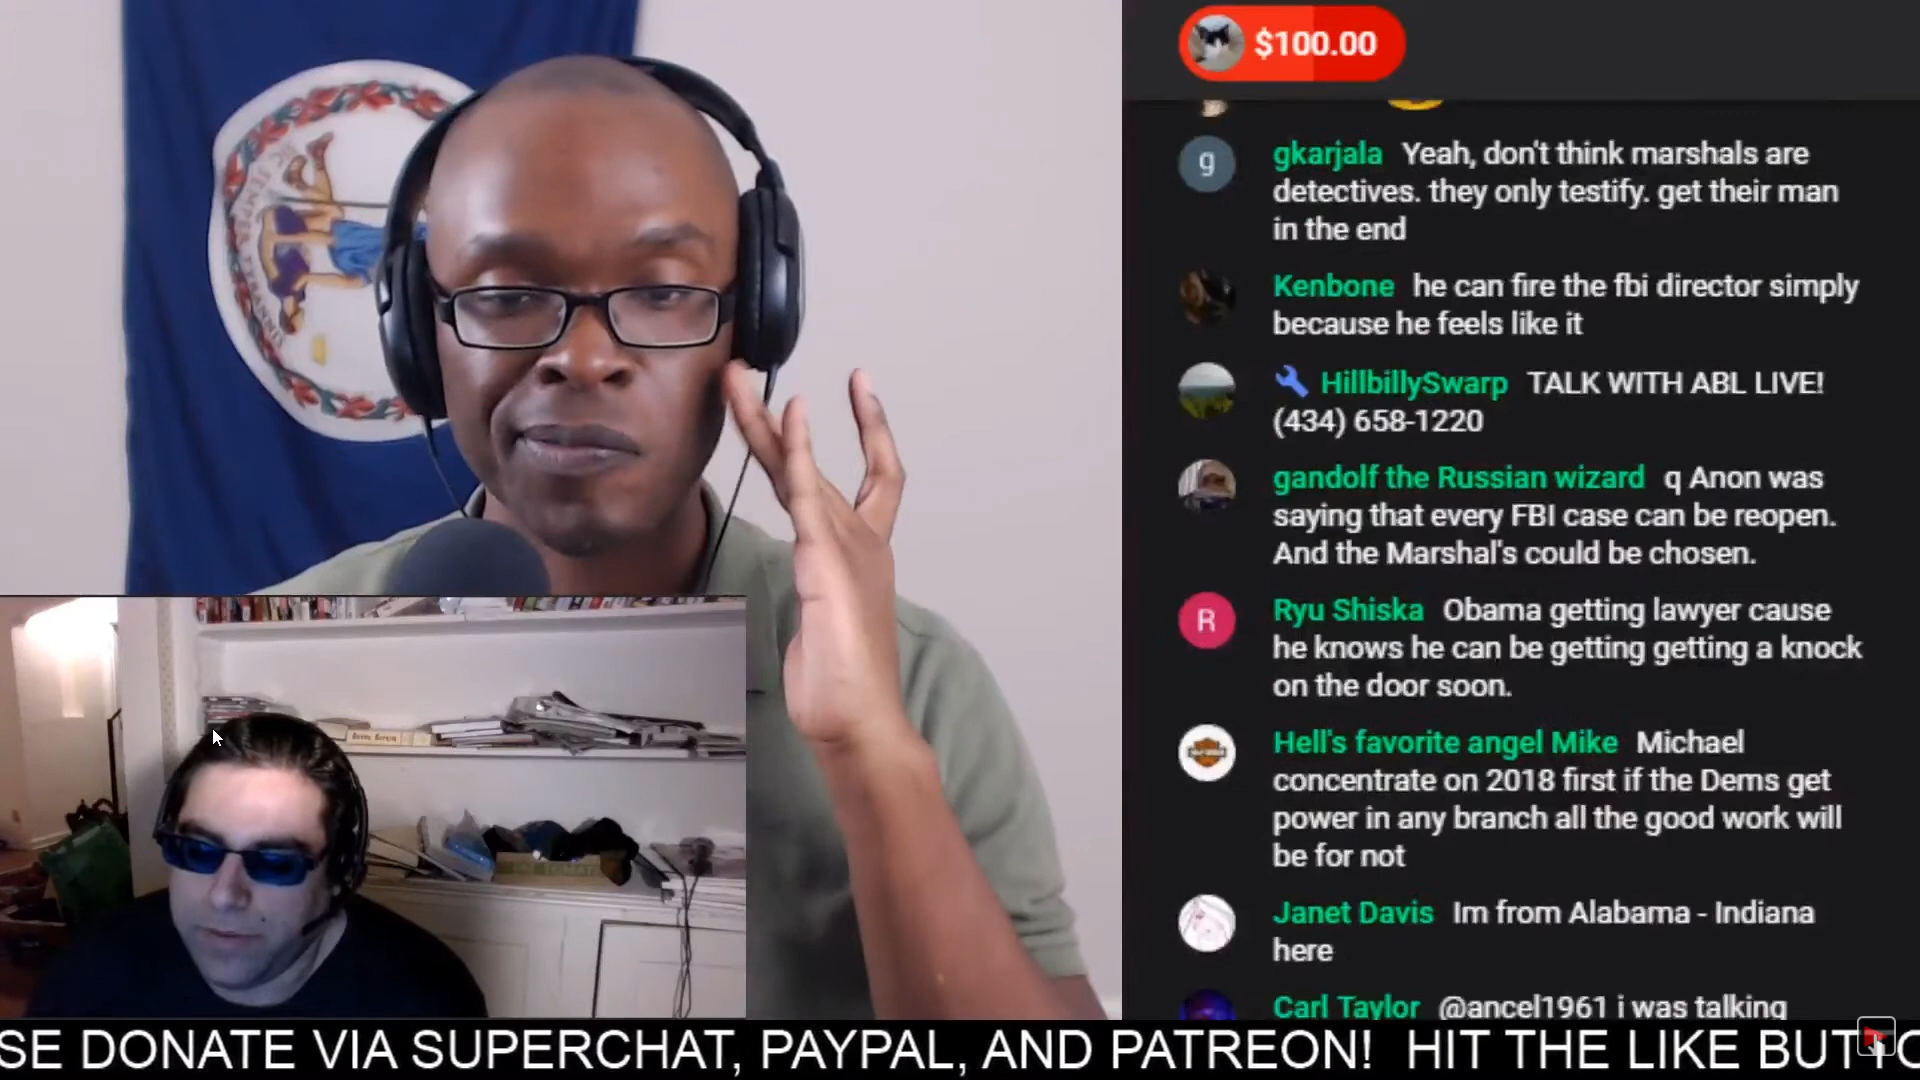 $100.00
g
gkarjala Yeah, don't think marshals are
detectives. they only testify. get their man
in the end
Kenbone he can fire the fbi director simply
because he feels like it
HillbillySwarp TALK WITH ABL LIVE!
(434) 658-1220
gandolf the Russian wizard q Anon was
saying that every FBI case can be reopen.
And the Marshal's could be chosen.
R
Ryu Shiska Obama getting lawyer cause
he knows he can be getting getting a knock
on the door soon.
Hell's favorite angel Mike Michael
concentrate on 2018 first if the Dems get
power in any branch all the good work will
be for not
Janet Davis Im from Alabama - Indiana
here
Carl Taylor @ancel1961 i was talking
SE DONATE VIA SUPERCHAT, PAYPAL, AND PATREON! HIT THE LIKE BUTTO